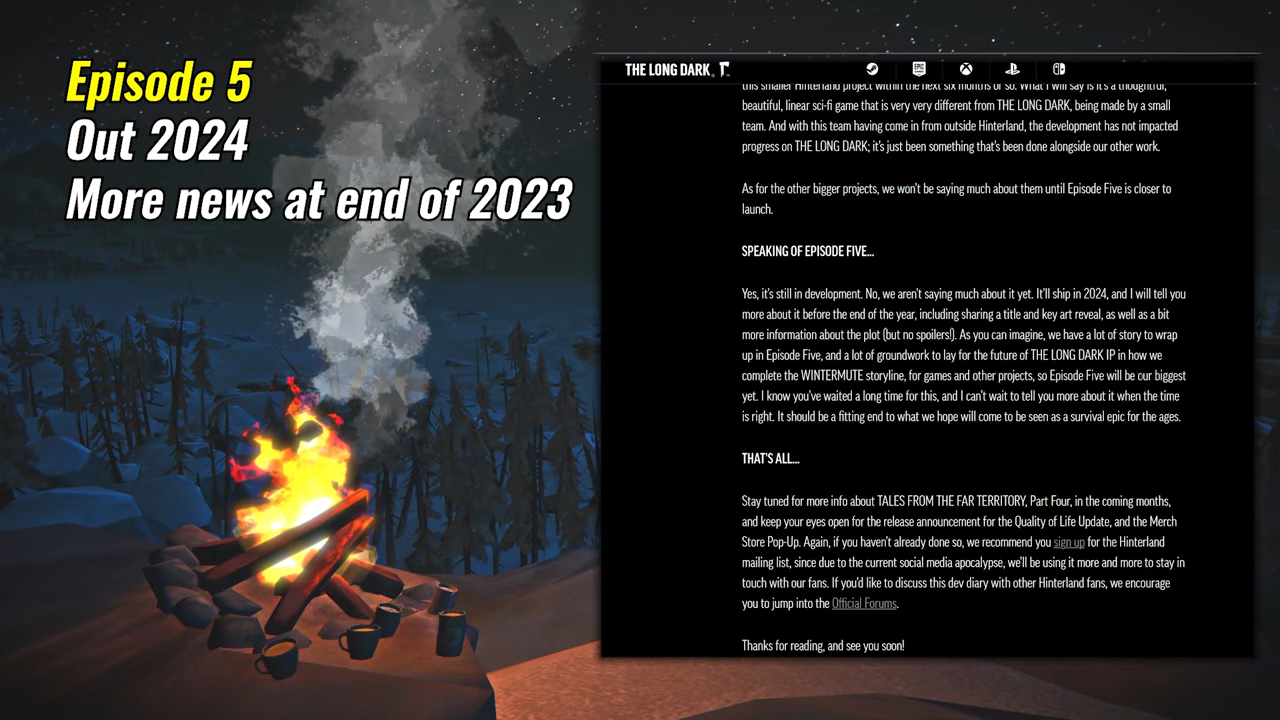 Episode 5
Out 2024
More news at end of 2023
THE LONG DARK
EPIC GAMES
this smaller Hinterland project within the next six months or so. What I will say is it's a thoughtful,
beautiful, linear sci-fi game that is very very different from THE LONG DARK, being made by a small
team. And with this team having come in from outside Hinterland, the development has not impacted
progress on THE LONG DARK; it's just been something that's been done alongside our other work.
As for the other bigger projects, we won't be saying much about them until Episode Five is closer to
launch.
SPEAKING OF EPISODE FIVE...
Yes, it's still in development. No, we aren't saying much about it yet. It'll ship in 2024, and I will tell you
more about it before the end of the year, including sharing a title and key art reveal, as well as a bit
more information about the plot (but no spoilers!). As you can imagine, we have a lot of story to wrap
up in Episode Five, and a lot of groundwork to lay for the future of THE LONG DARK IP in how we
complete the WINTERMUTE storyline, for games and other projects, so Episode Five will be our biggest
yet. I know you've waited a long time for this, and I can't wait to tell you more about it when the time
is right. It should be a fitting end to what we hope will come to be seen as a survival epic for the ages.
THAT'S ALL...
Stay tuned for more info about TALES FROM THE FAR TERRITORY, Part Four, in the coming months,
and keep your eyes open for the release announcement for the Quality of Life Update, and the Merch
Store Pop-Up. Again, if you haven't already done so, we recommend you sign up for the Hinterland
mailing list, since due to the current social media apocalypse, we'll be using it more and more to stay in
touch with our fans. If you'd like to discuss this dev diary with other Hinterland fans, we encourage
you to jump into the Official Forums.
Thanks for reading, and see you soon!